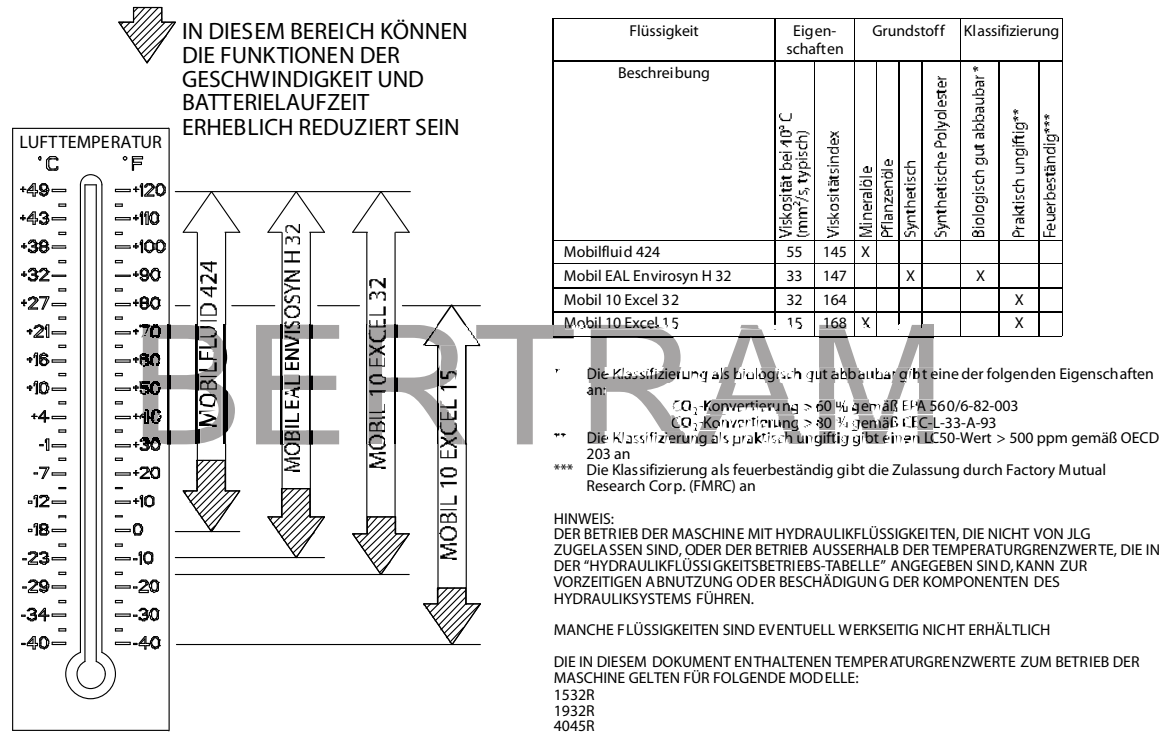 IN DIESEM BEREICH KÖNNEN
DIE FUNKTIONEN DER
GESCHWINDIGKEIT UND
BATTERIELAUFZEIT
ERHEBLICH REDUZIERT SEIN
LUFTTEMPERATUR
°C °F
+49 +120
+43 +110
+38 +100
+32 +90
+27 +80
+21 +70
+16 +60
+10 +50
+4 +40
-1 +30
-7 +20
-12 +10
-18 0
-23 -10
-29 -20
-34 -30
-40 -40
MOBILFLUID 424
MOBIL EAL ENVISOSYN H 32
MOBIL 10 EXCEL 32
MOBIL 10 EXCEL 15
BERTRAM
Flüssigkeit Eigen- Grundstoff Klassifizierung
schaften
Beschreibung
Viskosität bei 40° C
(mm²/s, typisch)
Viskositätsindex
Mineralöle
Pflanzenöle
Synthetisch
Synthetische Polyolester
Biologisch gut abbaubar *
Praktisch ungiftig**
Feuerbeständig***
Mobilfluid 424 55 145 X
Mobil EAL Envirosyn H 32 33 147 X X
Mobil 10 Excel 32 32 164 X
Mobil 10 Excel 15 15 168 X X
* Die Klassifizierung als biologisch gut abbaubar gibt eine der folgenden Eigenschaften
an:
CO2-Konvertierung > 60 % gemäß EPA 560/6-82-003
CO2-Konvertierung > 80 % gemäß CEC-L-33-A-93
** Die Klassifizierung als praktisch ungiftig gibt einen LC50-Wert > 500 ppm gemäß OECD
203 an
*** Die Klassifizierung als feuerbeständig gibt die Zulassung durch Factory Mutual
Research Corp. (FMRC) an
HINWEIS:
DER BETRIEB DER MASCHINE MIT HYDRAULIKFLÜSSIGKEITEN, DIE NICHT VON JLG
ZUGELASSEN SIND, ODER DER BETRIEB AUSSERHALB DER TEMPERATURGRENZWERTE, DIE IN
DER "HYDRAULIKFLÜSSIGKEITSBETRIEBS-TABELLE" ANGEGEBEN SIND, KANN ZUR
VORZEITIGEN ABNUTZUNG ODER BESCHÄDIGUNG DER KOMPONENTEN DES
HYDRAULIKSYSTEMS FÜHREN.
MANCHE FLÜSSIGKEITEN SIND EVENTUELL WERKSEITIG NICHT ERHÄLTLICH
DIE IN DIESEM DOKUMENT ENTHALTENEN TEMPERATURGRENZWERTE ZUM BETRIEB DER
MASCHINE GELTEN FÜR FOLGENDE MODELLE:
1532R
1932R
4045R